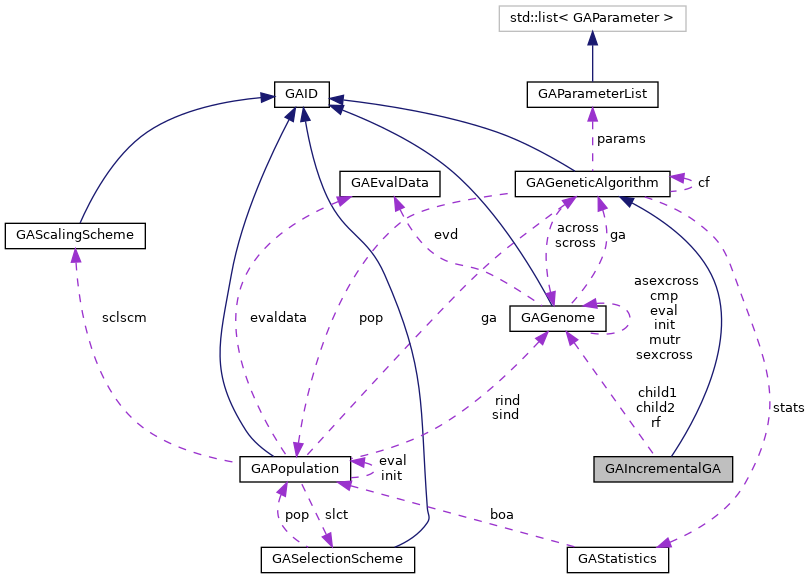 std::list< GAParameter >
GAID
GAParameterList
params
GAEvalData
GAGeneticAlgorithm
cf
GAScalingScheme
evd
across
scross
ga
asexcross
cmp
eval
init
mutr
sexcross
sclscm
evaldata
pop
ga
GAGenome
rind
sind
child1
child2
rf
stats
GAPopulation
eval
init
GAIncrementalGA
pop
slct
boa
GASelectionScheme
GAStatistics